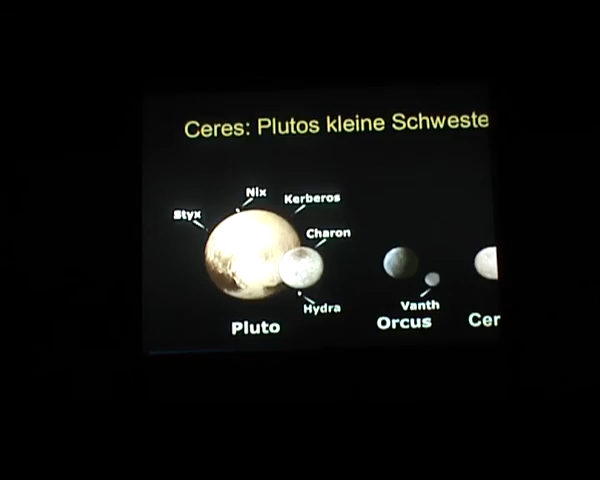 Ceres: Plutos kleine Schweste
Nix
Kerberos
Styx
Charon
Hydra
Vanth
Pluto
Orcus
Cer